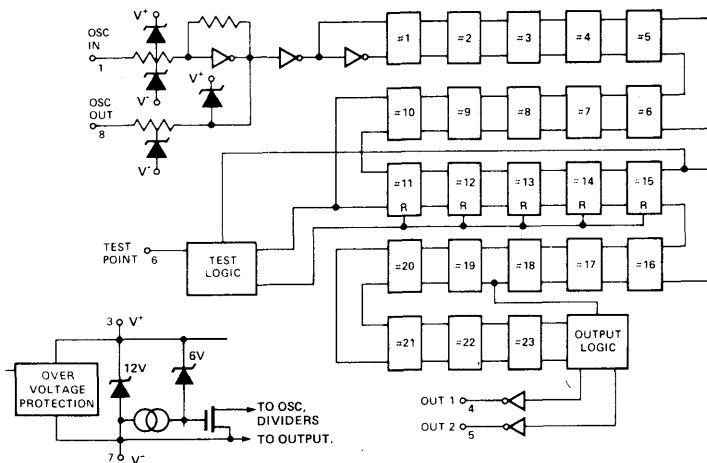 V+
OSC
IN
1
V-
V+
OSC
OUT
8
V-
=1
=2
=3
=4
=5
=10
=9
=8
=7
=6
=11
R
=12
R
=13
R
=14
R
=15
R
TEST
POINT
6
TEST
LOGIC
=20
=19
=18
=17
=16
=21
=22
=23
OUTPUT
LOGIC
3
V+
12V
6V
OVER
VOLTAGE
PROTECTION
TO OSC,
DIVIDERS
TO OUTPUT.
7
V-
OUT 1
4
OUT 2
5